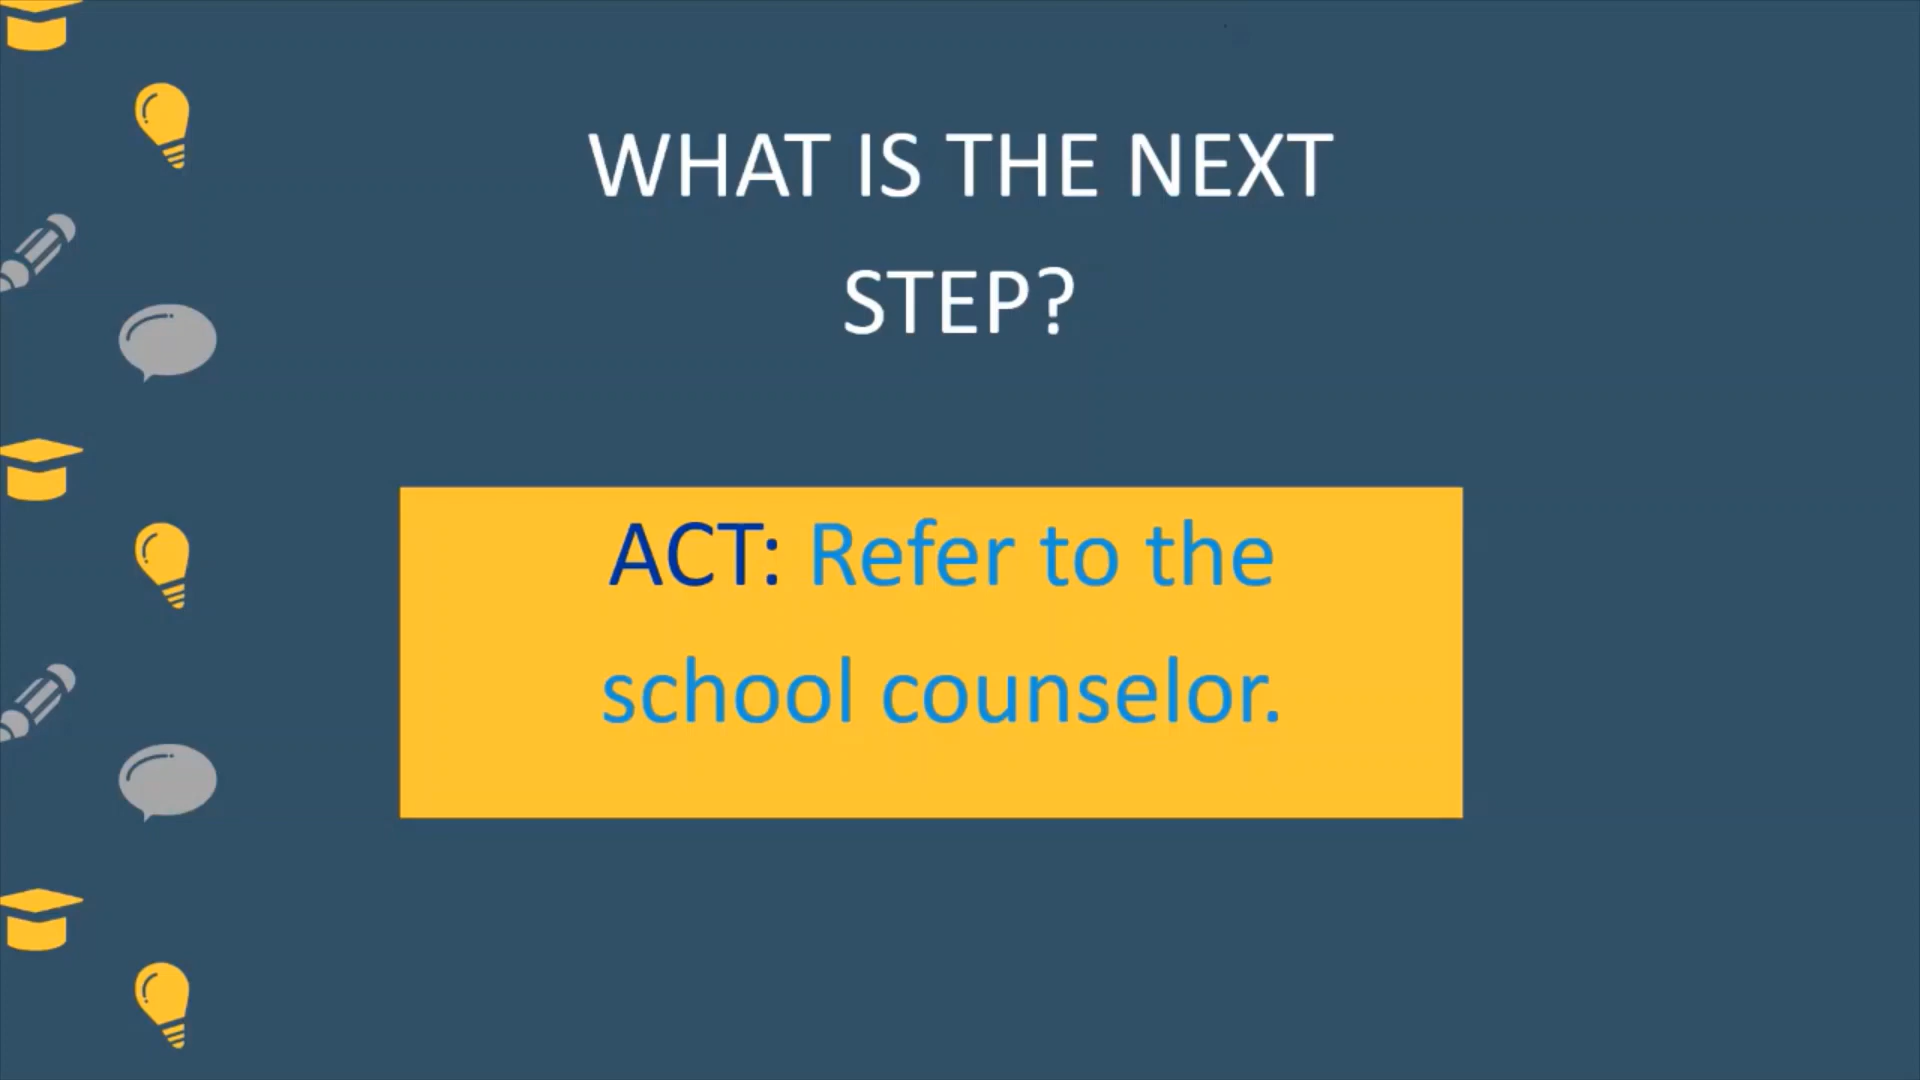 WHAT IS THE NEXT
STEP?
ACT: Refer to the
school counselor.